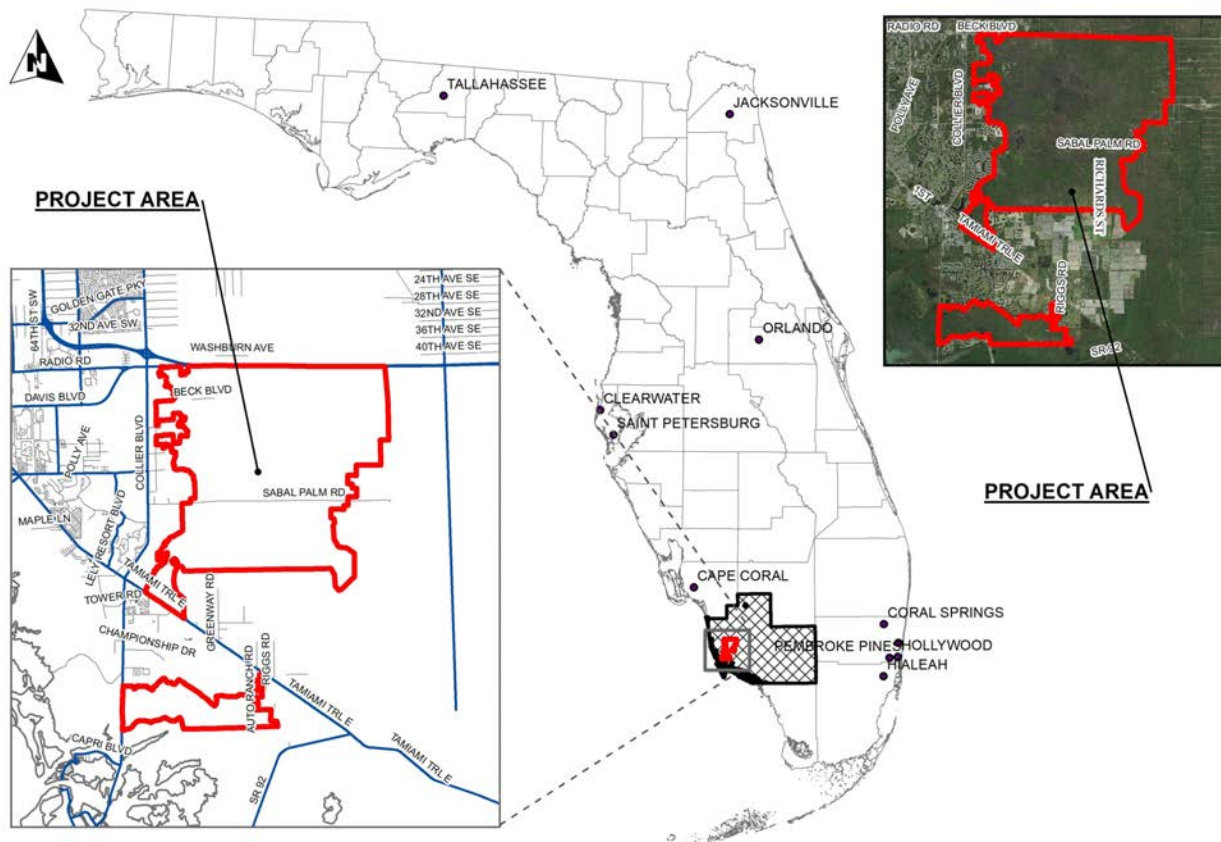 N
TALLAHASSEE
JACKSONVILLE
ORLANDO
CLEARWATER
SAINT PETERSBURG
CAPE CORAL
CORAL SPRINGS
PEMBROKE PINES
HOLLYWOOD
HIALEAH
PROJECT AREA
64TH ST SW
GOLDEN GATE PKY
32ND AVE SW
24TH AVE SE
28TH AVE SE
32ND AVE SE
36TH AVE SE
40TH AVE SE
WASHBURN AVE
RADIO RD
BECK BLVD
DAVIS BLVD
POLLY AVE
COLLIER BLVD
SABAL PALM RD
MAPLE LN
LELY RESORT BLVD
TAMIAMI TRL E
TOWER RD
GREENWAY RD
CHAMPIONSHIP DR
AUTO RANCH RD
RIGGS RD
TAMIAMI TRL E
TAMIAMI TRL E
CAPRI BLVD
SR 92
RADIO RD
BECK BLVD
POLLY AVE
COLLIER BLVD
SABAL PALM RD
RICHARDS ST
1ST
TAMIAMI TRL E
RIGGS RD
SR 92
PROJECT AREA